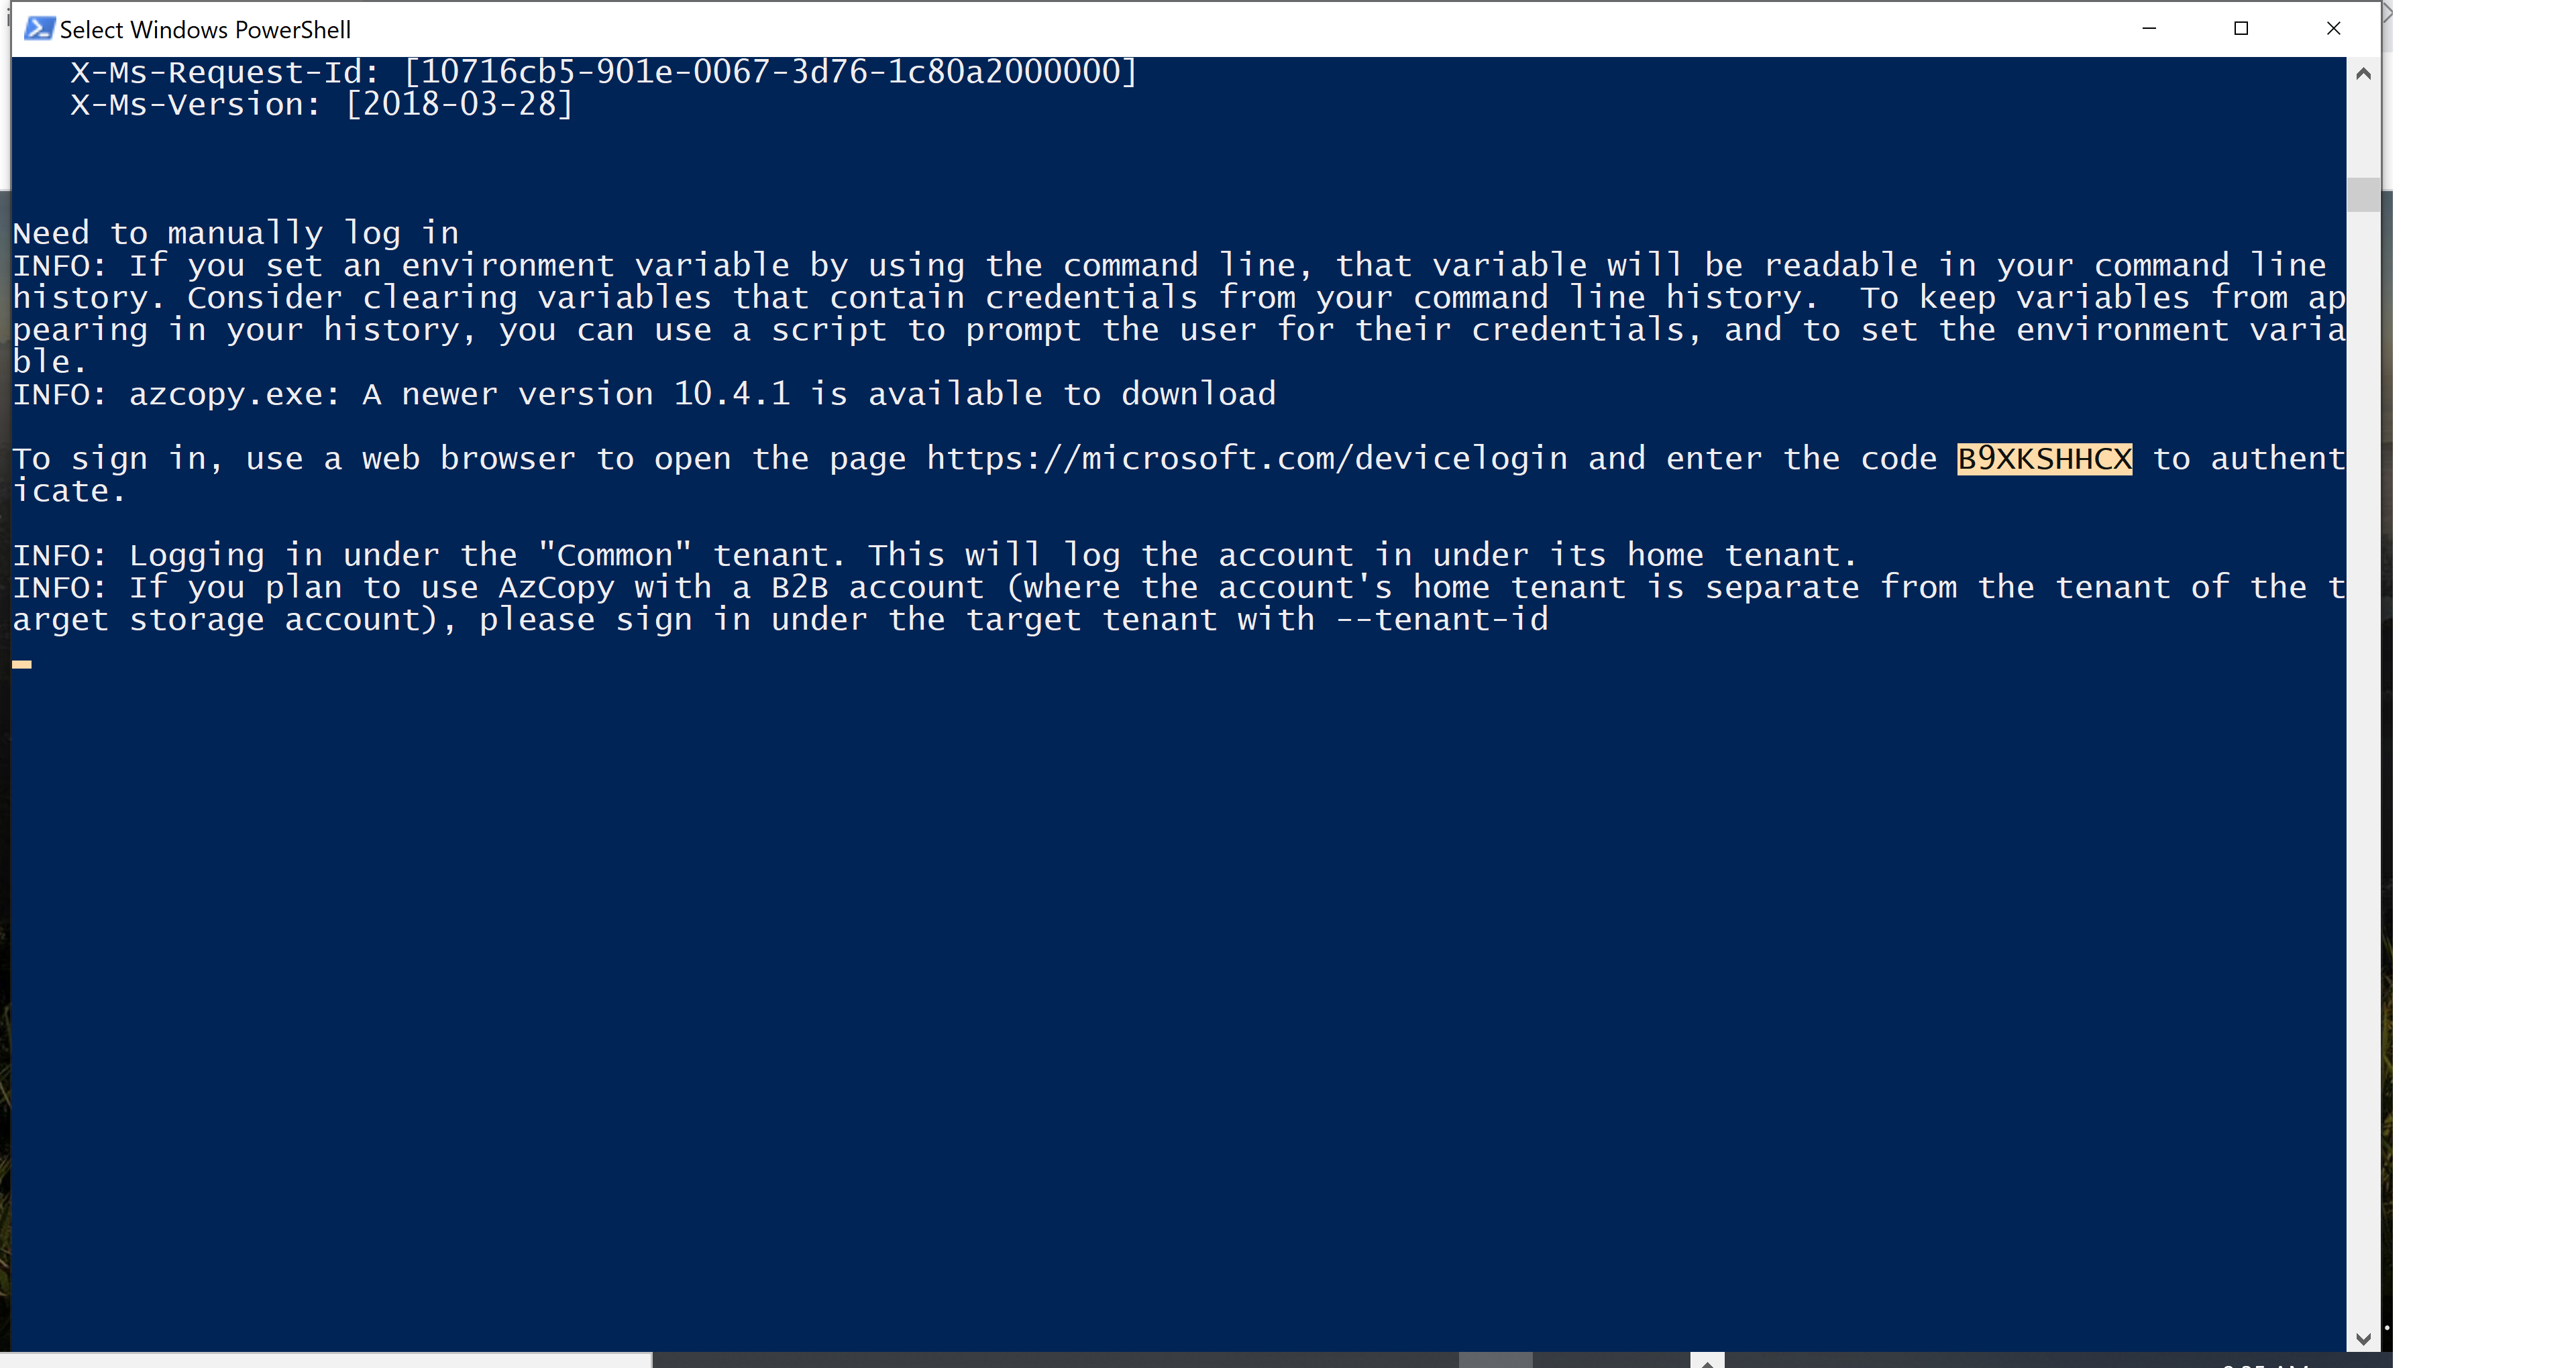 Select Windows PowerShell
X-Ms-Request-Id: [10716cb5-901e-0067-3d76-1c80a2000000]
X-Ms-Version: [2018-03-28]
Need to manually log in
INFO: If you set an environment variable by using the command line, that variable will be readable in your command line
history. Consider clearing variables that contain credentials from your command line history.  To keep variables from ap
pearing in your history, you can use a script to prompt the user for their credentials, and to set the environment varia
ble.
INFO: azcopy.exe: A newer version 10.4.1 is available to download
To sign in, use a web browser to open the page https://microsoft.com/devicelogin and enter the code B9XKSHHCX to authent
icate.
INFO: Logging in under the "Common" tenant. This will log the account in under its home tenant.
INFO: If you plan to use AzCopy with a B2B account (where the account's home tenant is separate from the tenant of the t
arget storage account), please sign in under the target tenant with --tenant-id